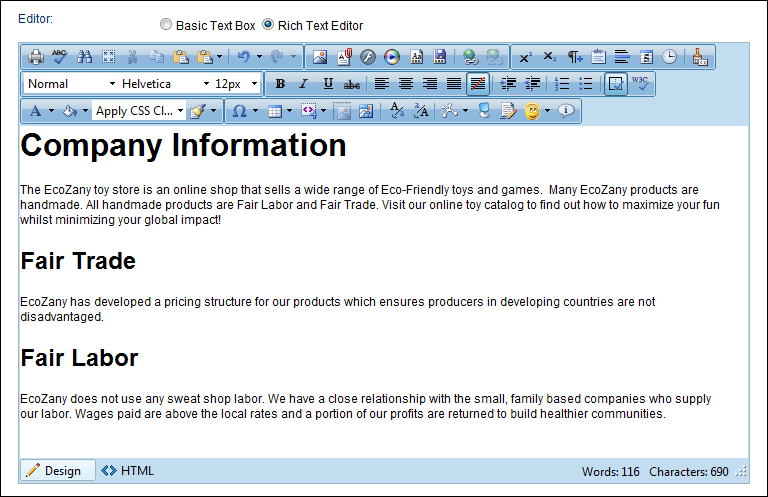 Editor:
Basic Text Box Rich Text Editor
ABC
Normal Helvetica 12px B I U abc
W3C
A Apply CSS Cl... Ω
Company Information
The EcoZany toy store is an online shop that sells a wide range of Eco-Friendly toys and games.  Many EcoZany products are
handmade. All handmade products are Fair Labor and Fair Trade. Visit our online toy catalog to find out how to maximize your fun
whilst minimizing your global impact!
Fair Trade
EcoZany has developed a pricing structure for our products which ensures producers in developing countries are not
disadvantaged.
Fair Labor
EcoZany does not use any sweat shop labor. We have a close relationship with the small, family based companies who supply
our labor. Wages paid are above the local rates and a portion of our profits are returned to build healthier communities.
Design HTML Words: 116 Characters: 690